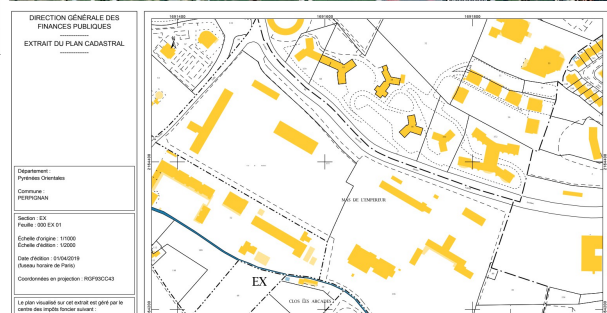 DIRECTION GÉNÉRALE DES
FINANCES PUBLIQUES
-------------
EXTRAIT DU PLAN CADASTRAL
-------------
Département :
Pyrénées Orientales
Commune :
PERPIGNAN
Section : EX
Feuille : 000 EX 01
Échelle d'origine : 1/1000
Échelle d'édition : 1/2000
Date d'édition : 01/04/2019
(fuseau horaire de Paris)
Coordonnées en projection : RGF93CC43
Le plan visualisé sur cet extrait est géré par le
centre des impôts foncier suivant :
1691400
1691600
1691800
MAS DE L'EMPEREUR
EX
CLOS DES ARCADES